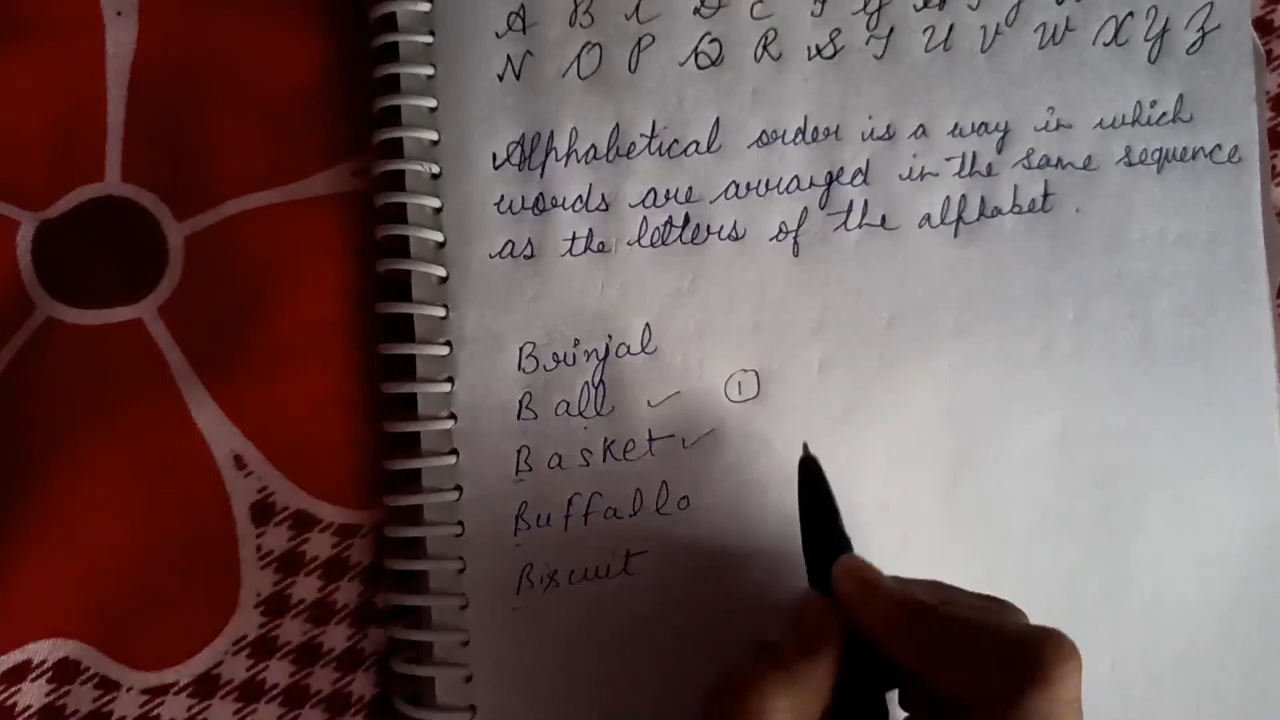 A B C D E F G
N O P Q R S T U V W X Y Z
Alphabetical order is a way in which
words are arranged in the same sequence
as the letters of the alphabet.
Brinjal
Ball ✓ ①
Basket ✓
Buffallo
Biscuit